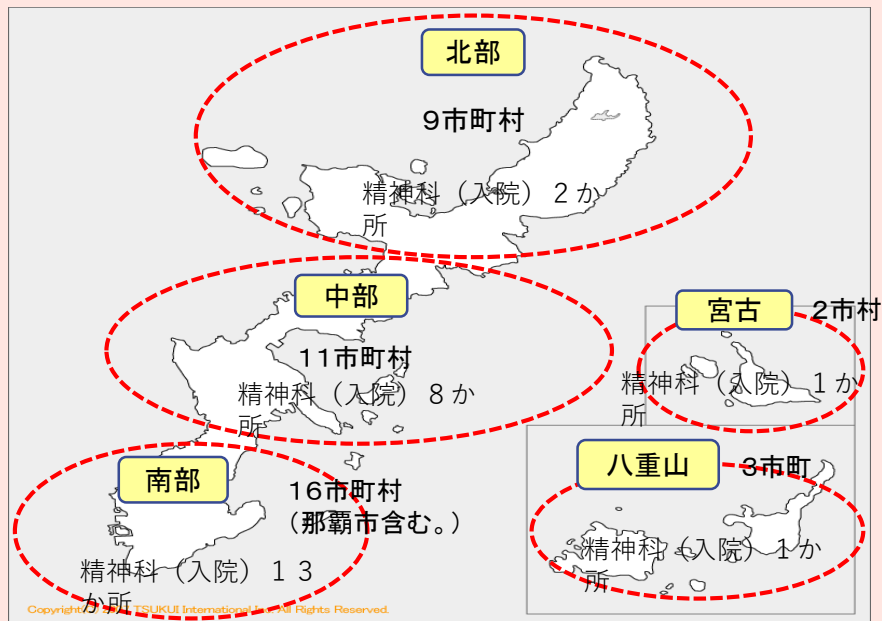 北部
9市町村
精神科（入院）２か
所
中部
11市町村
精神科（入院）８か
所
宮古
2市村
精神科（入院）１か
所
南部
16市町村
（那覇市含む。）
精神科（入院）１３
か所
八重山
3市町
精神科（入院）１か
所
TSUKUI International Inc. All Rights Reserved.